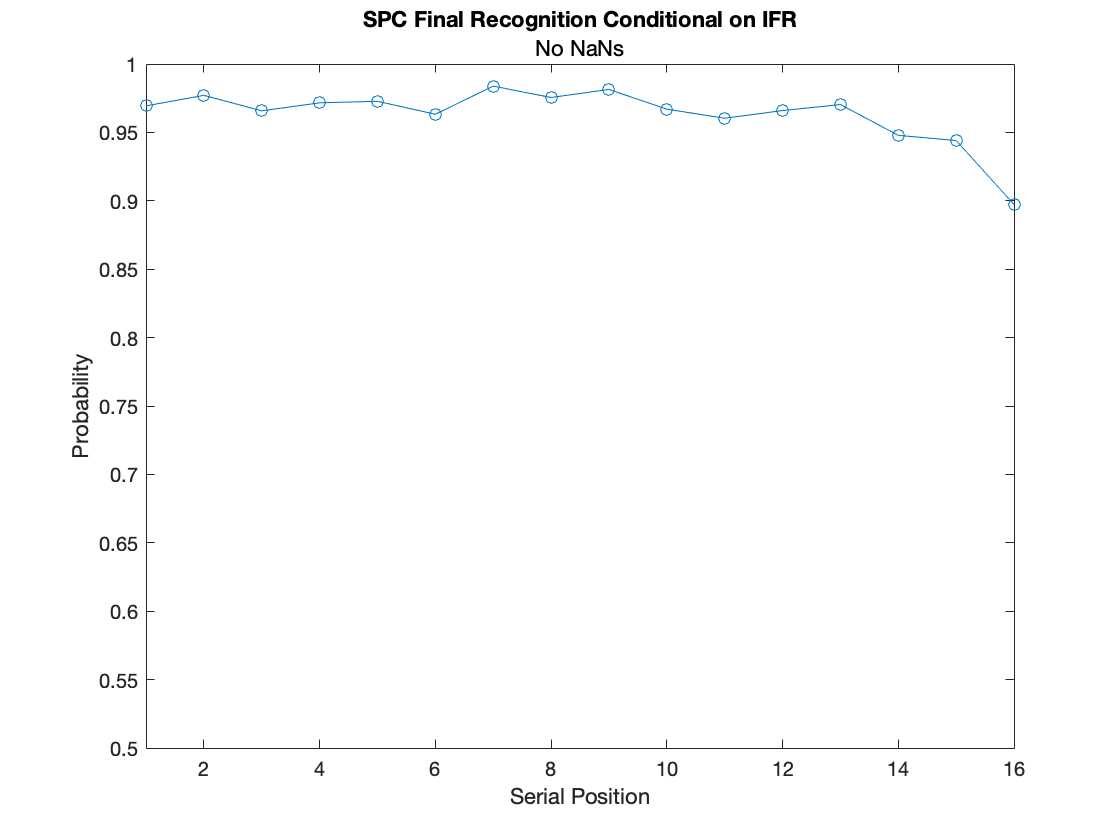 SPC Final Recognition Conditional on IFR
No NaNs
1
0.95
0.9
0.85
0.8
0.75
0.7
0.65
0.6
0.55
0.5
Probability
2 4 6 8 10 12 14 16
Serial Position